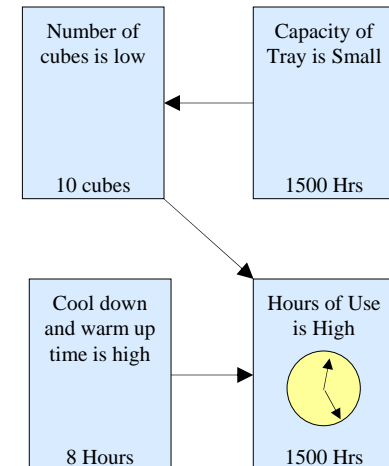 Number of
cubes is low
10 cubes
Capacity of
Tray is Small
1500 Hrs
Cool down
and warm up
time is high
8 Hours
Hours of Use
is High
1500 Hrs